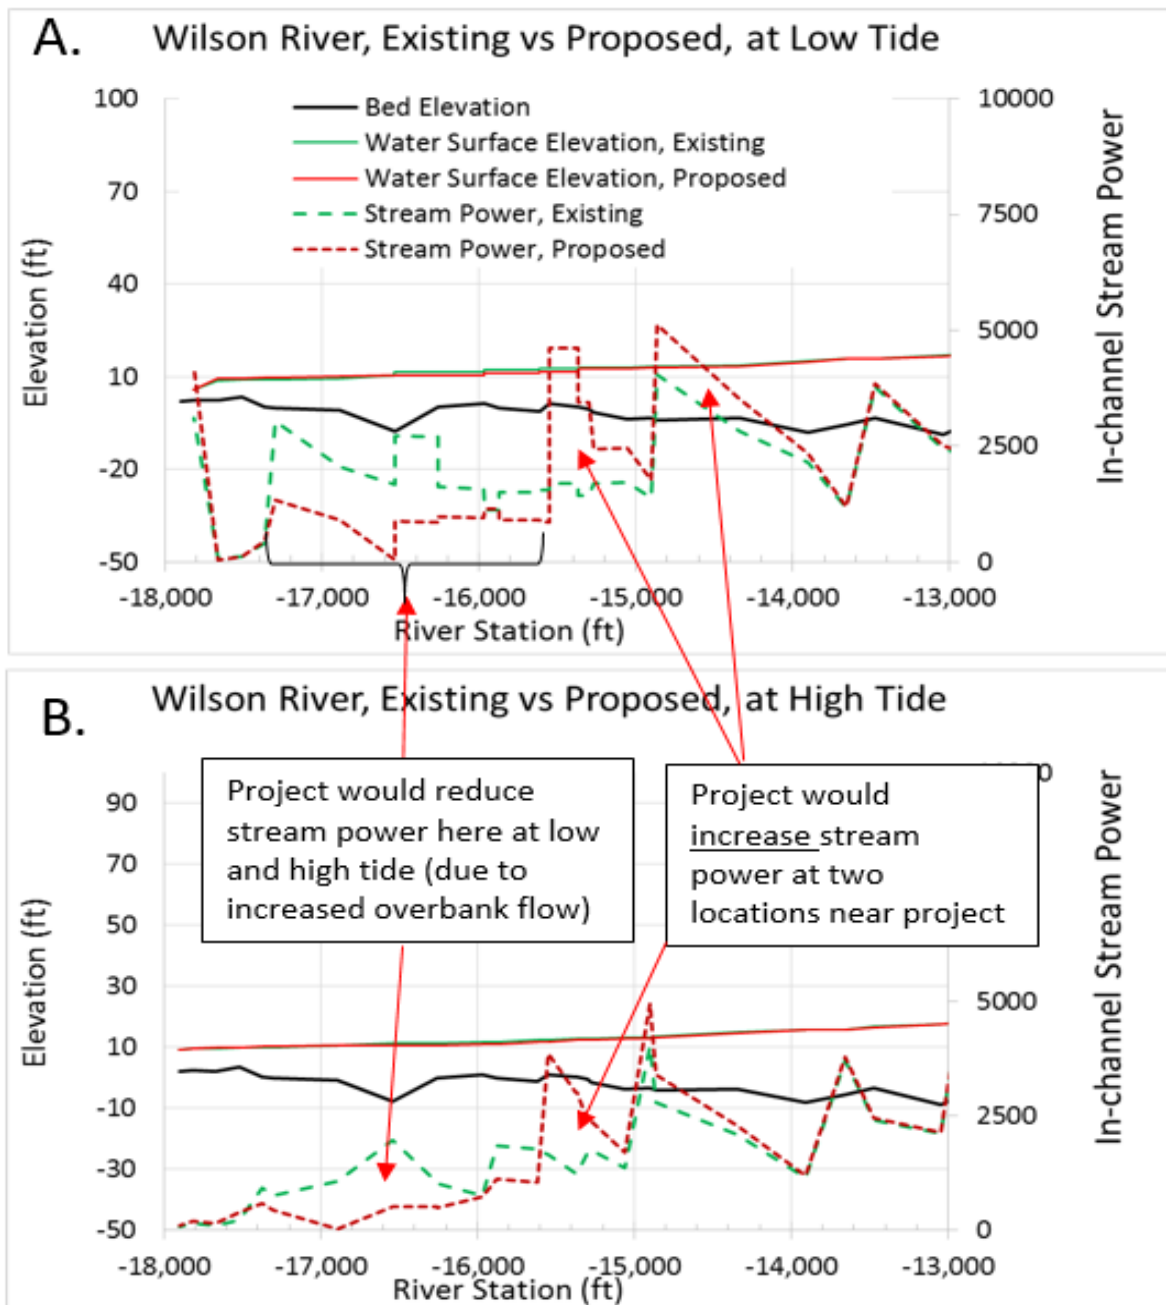 A.
Wilson River, Existing vs Proposed, at Low Tide
Bed Elevation
Water Surface Elevation, Existing
Water Surface Elevation, Proposed
Stream Power, Existing
Stream Power, Proposed
Elevation (ft)
100
70
40
10
-20
-50
10000
7500
5000
2500
0
In-channel Stream Power
-18,000
-17,000
-16,000
-15,000
-14,000
-13,000
River Station (ft)
B.
Wilson River, Existing vs Proposed, at High Tide
Project would reduce
stream power here at low
and high tide (due to
increased overbank flow)
Project would
increase stream
power at two
locations near project
Elevation (ft)
90
70
50
30
10
-10
-30
-50
5000
2500
0
In-channel Stream Power
-18,000
-17,000
-16,000
-15,000
-14,000
-13,000
River Station (ft)